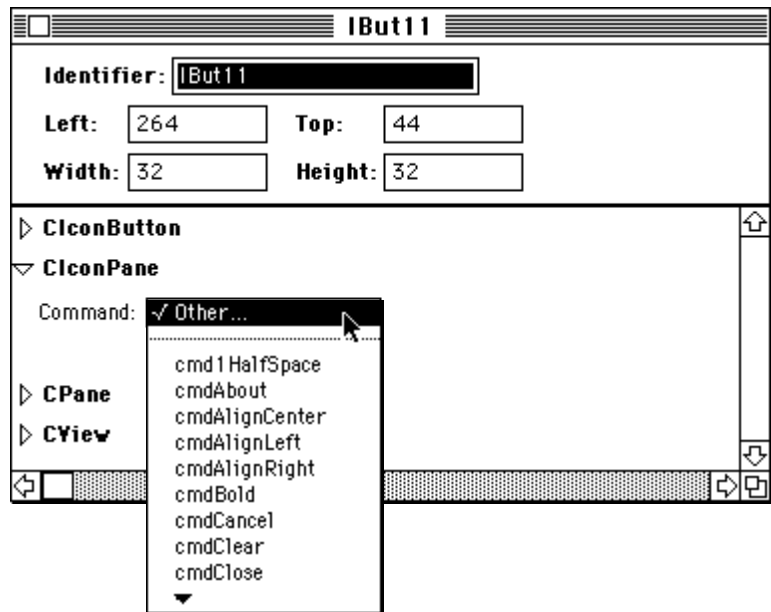 IBut11
Identifier: IBut11
Left: 264 Top: 44
Width: 32 Height: 32
CIconButton
CIconPane
Command: √ Other...
cmd1HalfSpace
cmdAbout
CPane
cmdAlignCenter
CView
cmdAlignLeft
cmdAlignRight
cmdBold
cmdCancel
cmdClear
cmdClose